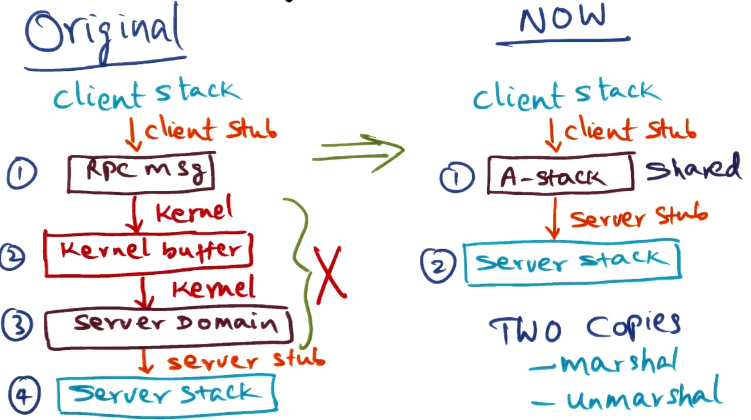 Original
client stack
client stub
① RPC msg
kernel
② Kernel buffer
kernel
③ Server Domain
server stub
④ Server stack
X
NOW
client stack
client stub
① A-stack shared
server stub
② server stack
TWO Copies
- marshal
- unmarshal